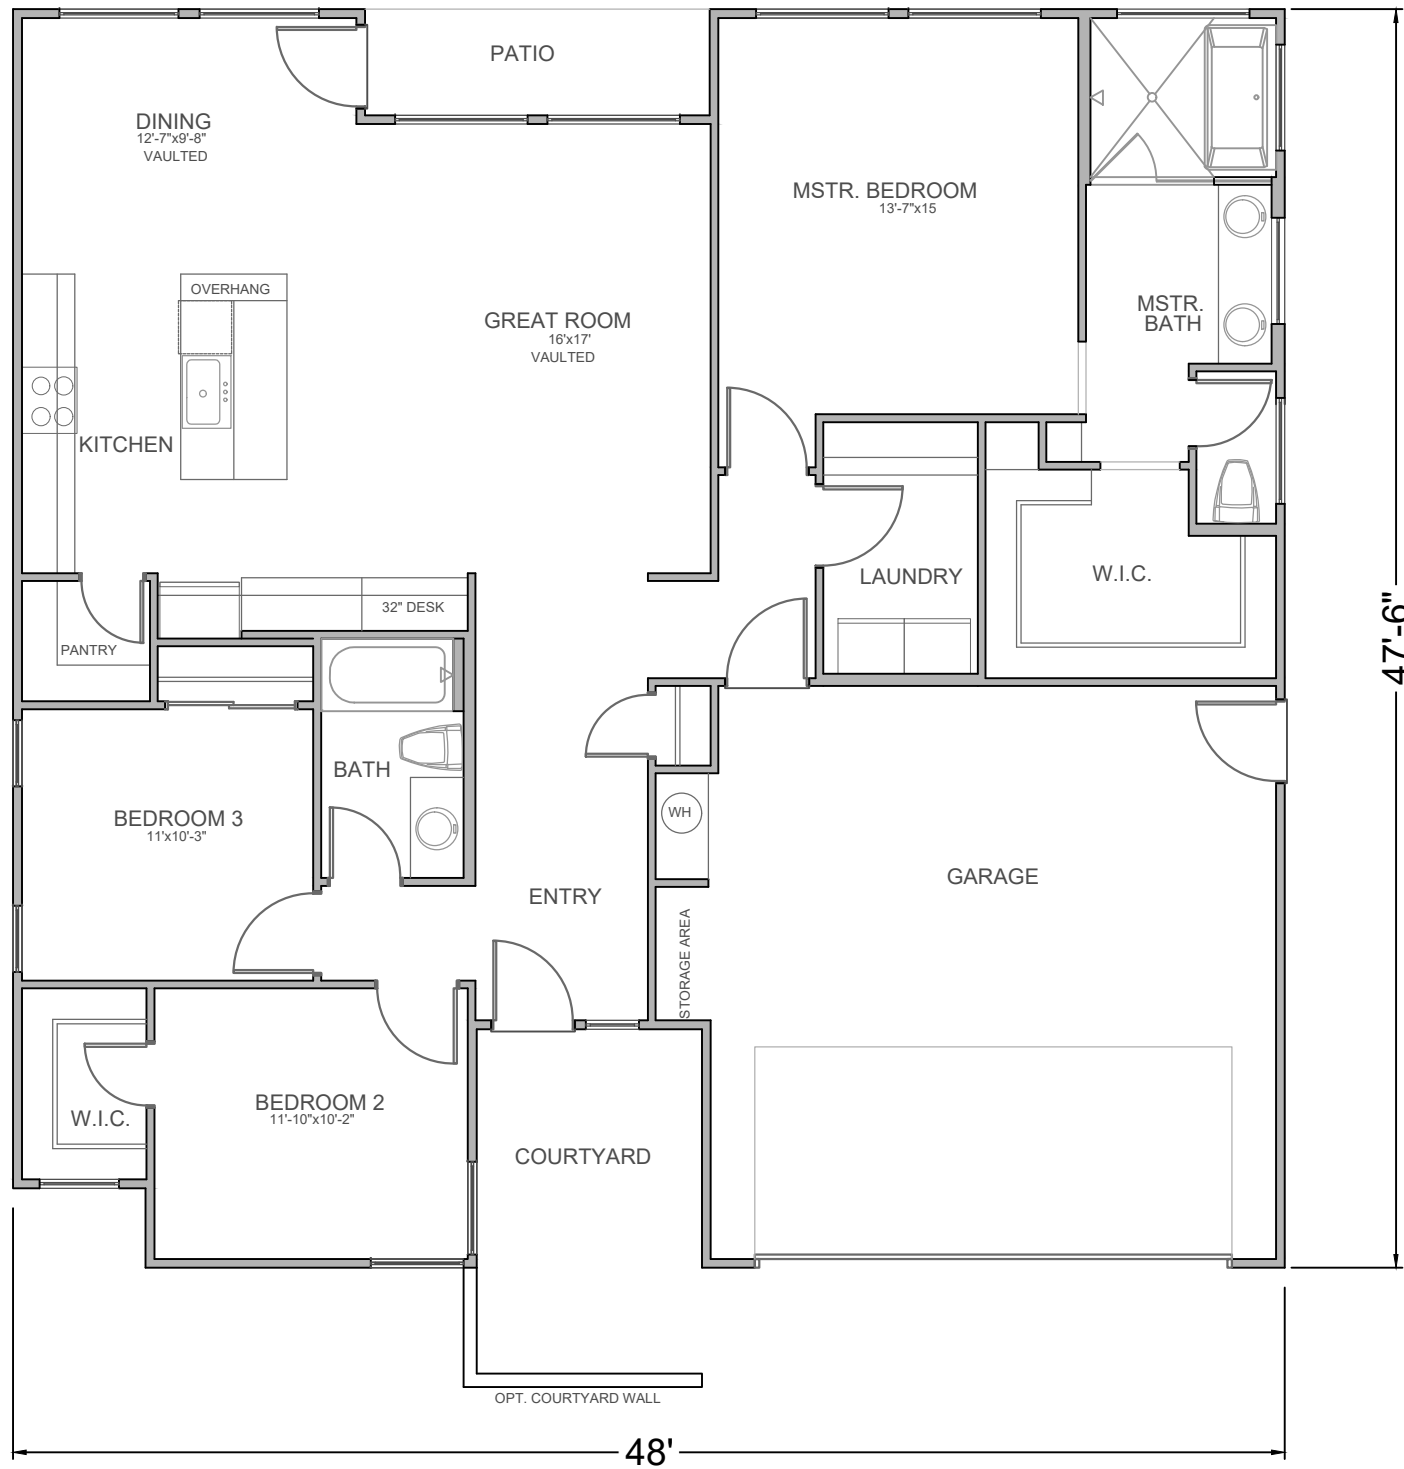 PATIO
DINING
12'-7"x9'-8"
VAULTED
MSTR. BEDROOM
13'-7"x15
OVERHANG
GREAT ROOM
16'x17'
VAULTED
MSTR.
BATH
KITCHEN
LAUNDRY
W.I.C.
32" DESK
PANTRY
47'-6"
BATH
BEDROOM 3
11'x10'-3"
WH
GARAGE
ENTRY
STORAGE AREA
BEDROOM 2
11'-10"x10'-2"
W.I.C.
COURTYARD
OPT. COURTYARD WALL
48'